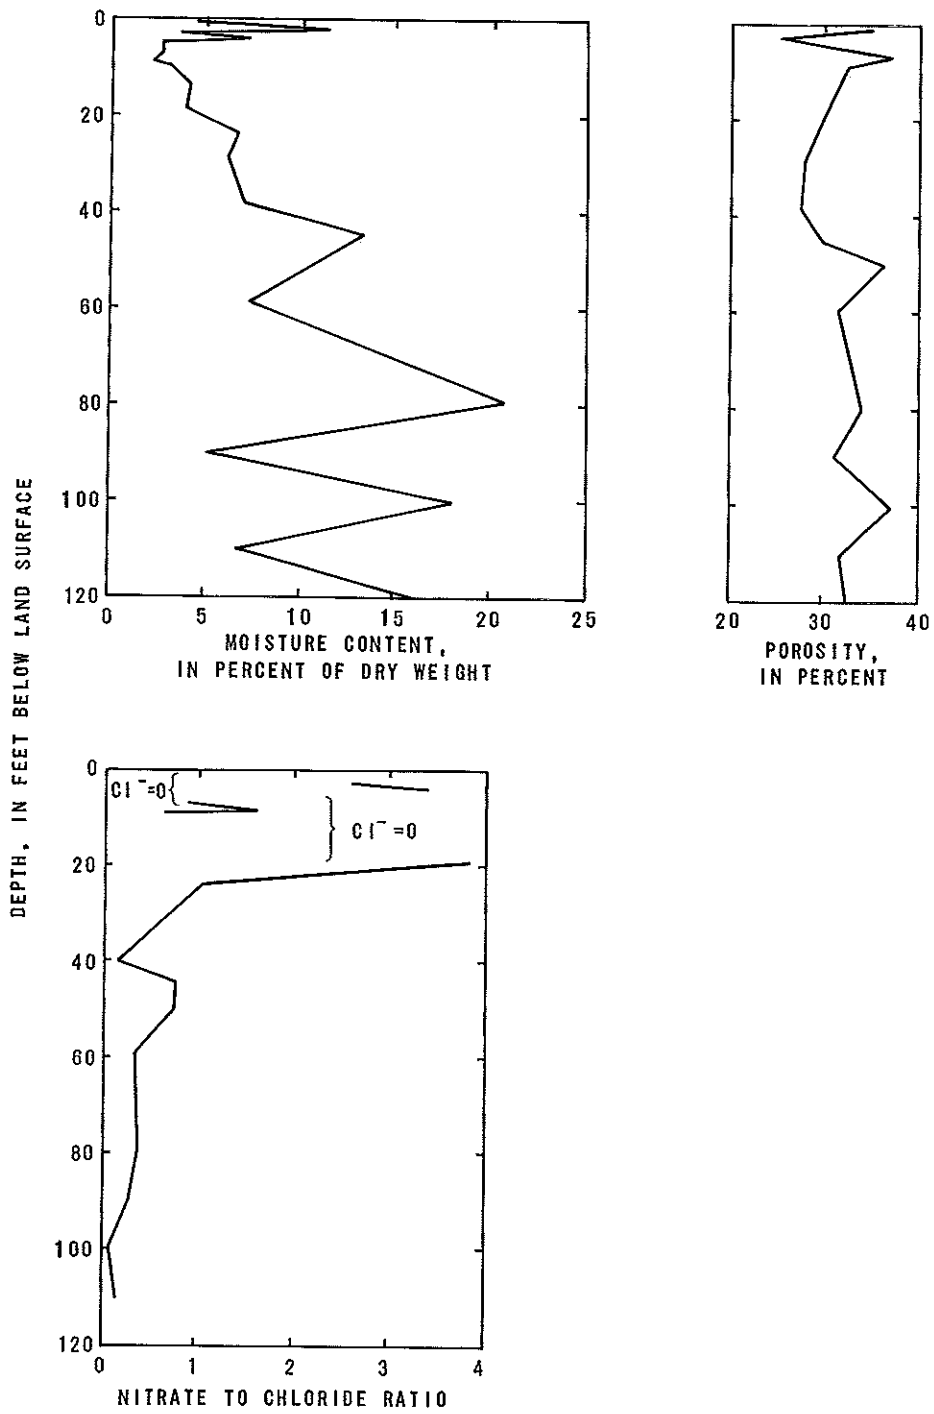 0
20
40
60
80
100
120
0 5 10 15 20 25
MOISTURE CONTENT,
IN PERCENT OF DRY WEIGHT
20 30 40
POROSITY,
IN PERCENT
DEPTH, IN FEET BELOW LAND SURFACE
0
20
40
60
80
100
120
Cl⁻=0
Cl⁻=0
0 1 2 3 4
NITRATE TO CHLORIDE RATIO